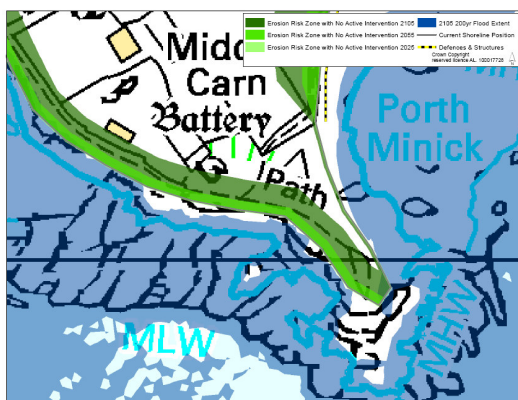 Erosion Risk Zone with No Active Intervention 2105
Erosion Risk Zone with No Active Intervention 2055
Erosion Risk Zone with No Active Intervention 2025
2105 200yr Flood Extent
Current Shoreline Position
Defences & Structures
Crown Copyright
reserved licence AL. 100017728
Midd
Carn
Battery
Path
Porth
Minick
MLW
MHW